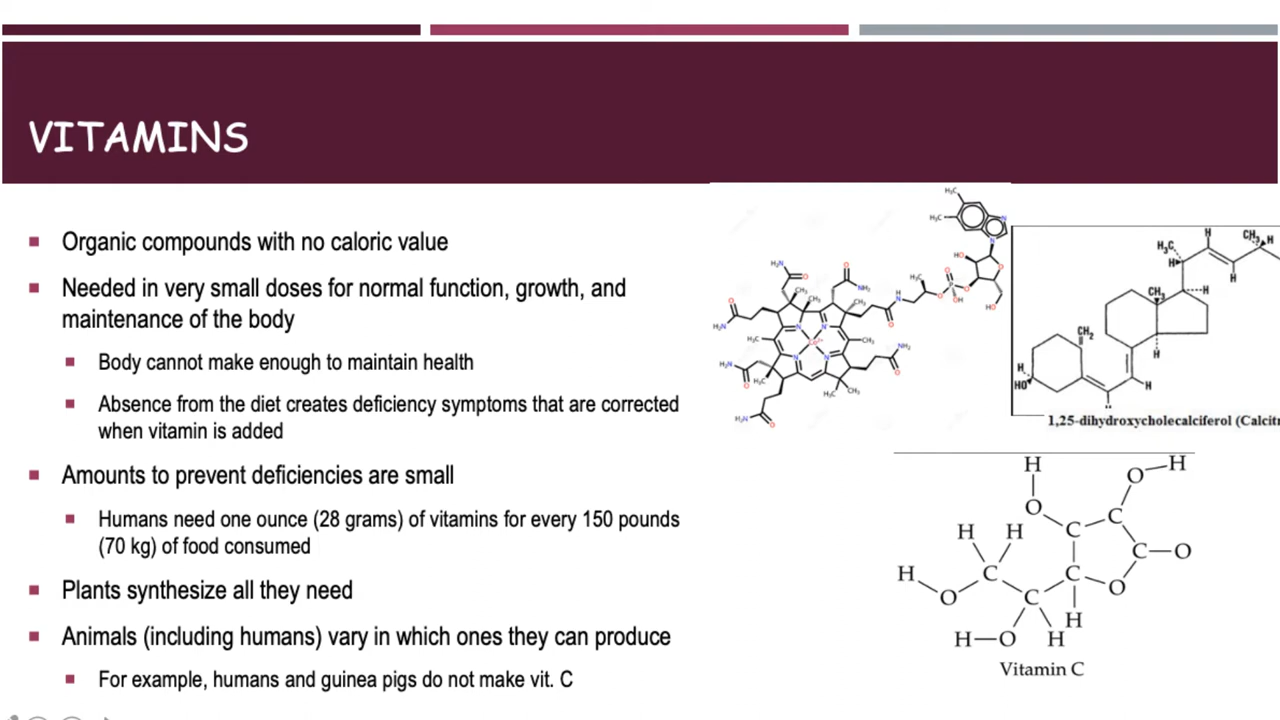 VITAMINS
Organic compounds with no caloric value
Needed in very small doses for normal function, growth, and
maintenance of the body
Body cannot make enough to maintain health
Absence from the diet creates deficiency symptoms that are corrected
when vitamin is added
Amounts to prevent deficiencies are small
Humans need one ounce (28 grams) of vitamins for every 150 pounds
(70 kg) of food consumed
Plants synthesize all they need
Animals (including humans) vary in which ones they can produce
For example, humans and guinea pigs do not make vit. C
1,25-dihydroxycholecalciferol (Calcit
Vitamin C